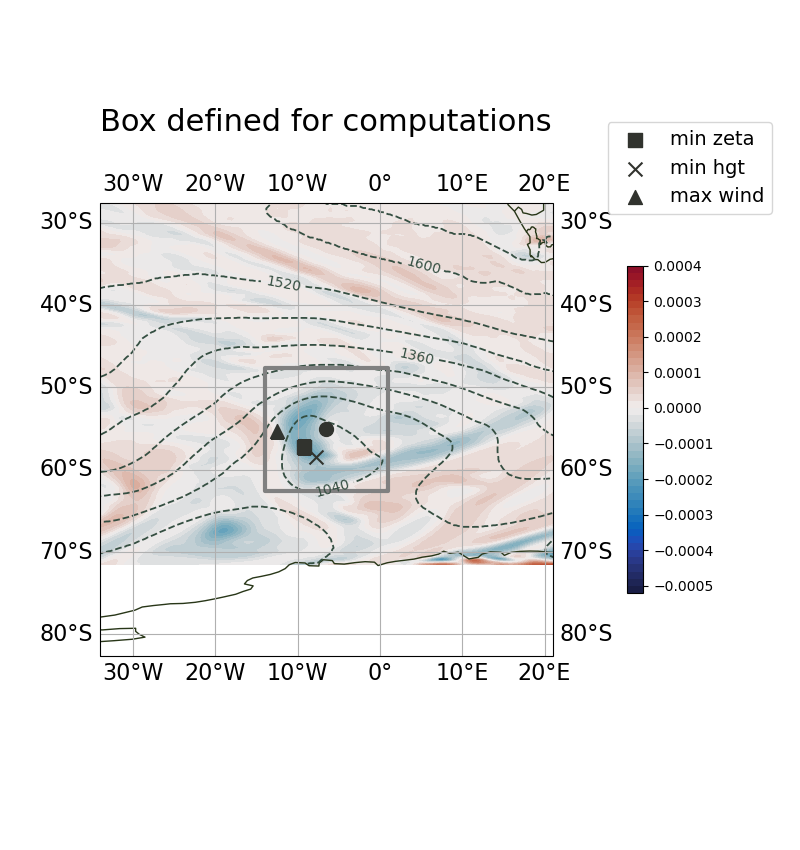 Box defined for computations
min zeta
min hgt
max wind
30°W 20°W 10°W 0° 10°E 20°E
30°S 30°S
40°S 40°S
50°S 50°S
60°S 60°S
70°S 70°S
80°S 80°S
1600
1520
1360
1040
30°W 20°W 10°W 0° 10°E 20°E
0.0004
0.0003
0.0002
0.0001
0.0000
−0.0001
−0.0002
−0.0003
−0.0004
−0.0005